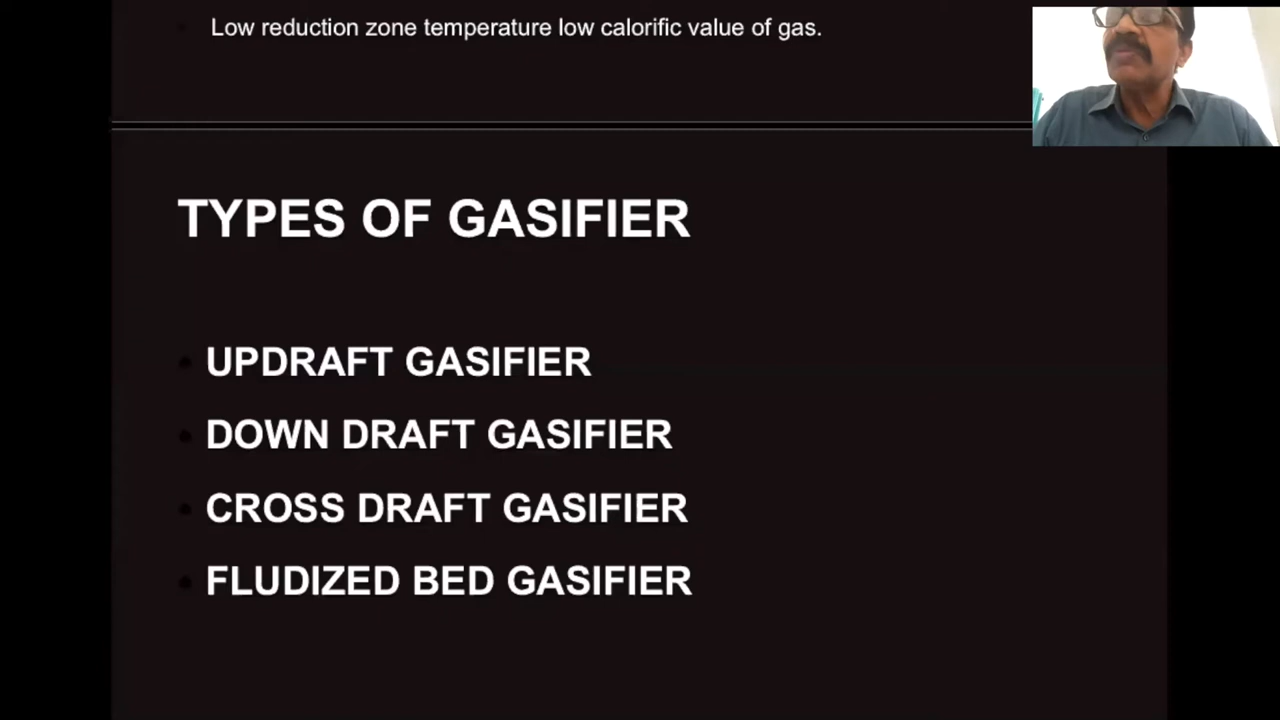 Low reduction zone temperature low calorific value of gas.
TYPES OF GASIFIER
UPDRAFT GASIFIER
DOWN DRAFT GASIFIER
CROSS DRAFT GASIFIER
FLUDIZED BED GASIFIER